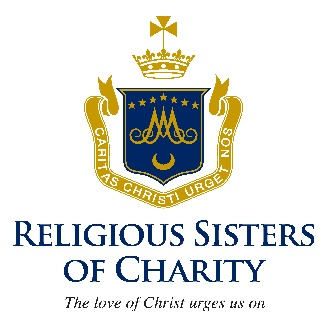 CARITAS CHRISTI URGET NOS
RELIGIOUS SISTERS
OF CHARITY
The love of Christ urges us on